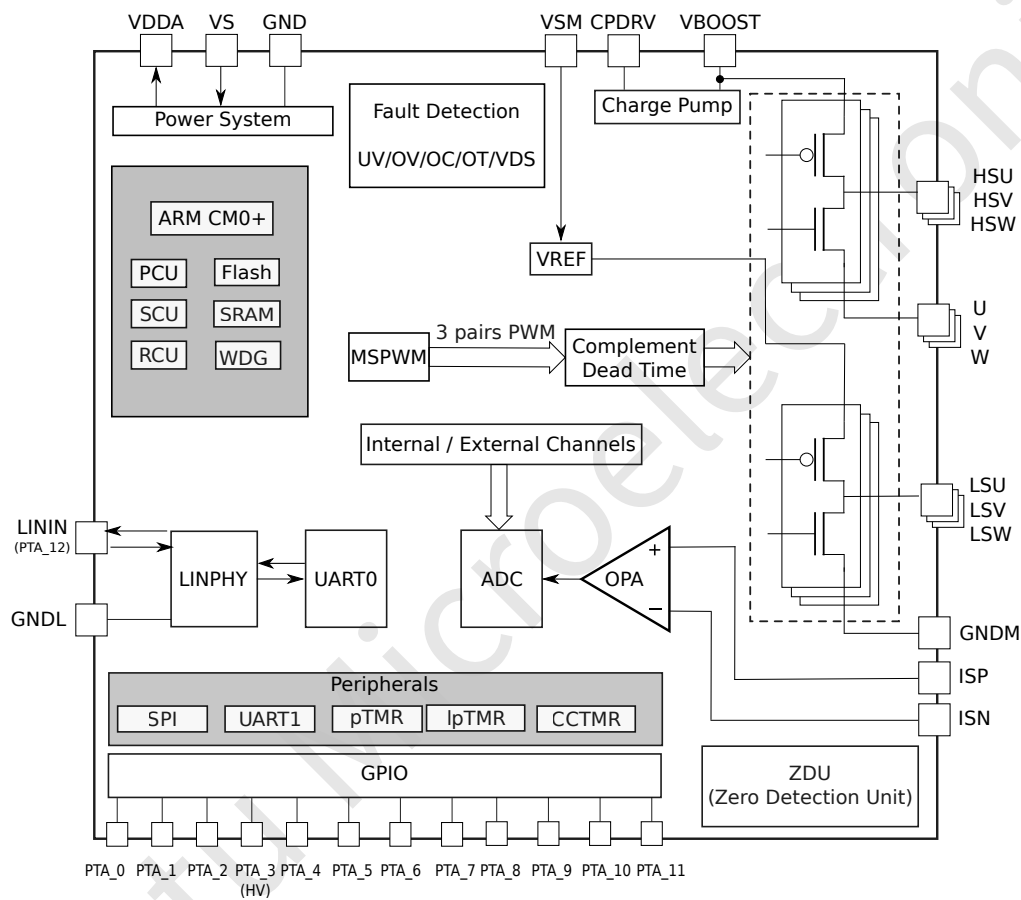 VDDA VS GND VSM CPDRV VBOOST
Power System
Fault Detection
UV/OV/OC/OT/VDS
Charge Pump
ARM CM0+
PCU Flash
SCU SRAM
RCU WDG
VREF
HSU
HSV
HSW
U
V
W
MSPWM
3 pairs PWM
Complement
Dead Time
Internal / External Channels
LININ
(PTA_12)
GNDL
LINPHY
UART0
ADC
OPA
+
−
LSU
LSV
LSW
GNDM
ISP
ISN
Peripherals
SPI UART1 pTMR lpTMR CCTMR
GPIO
ZDU
(Zero Detection Unit)
PTA_0 PTA_1 PTA_2 PTA_3 PTA_4 PTA_5 PTA_6 PTA_7 PTA_8 PTA_9 PTA_10 PTA_11
(HV)
tu Microelectroni